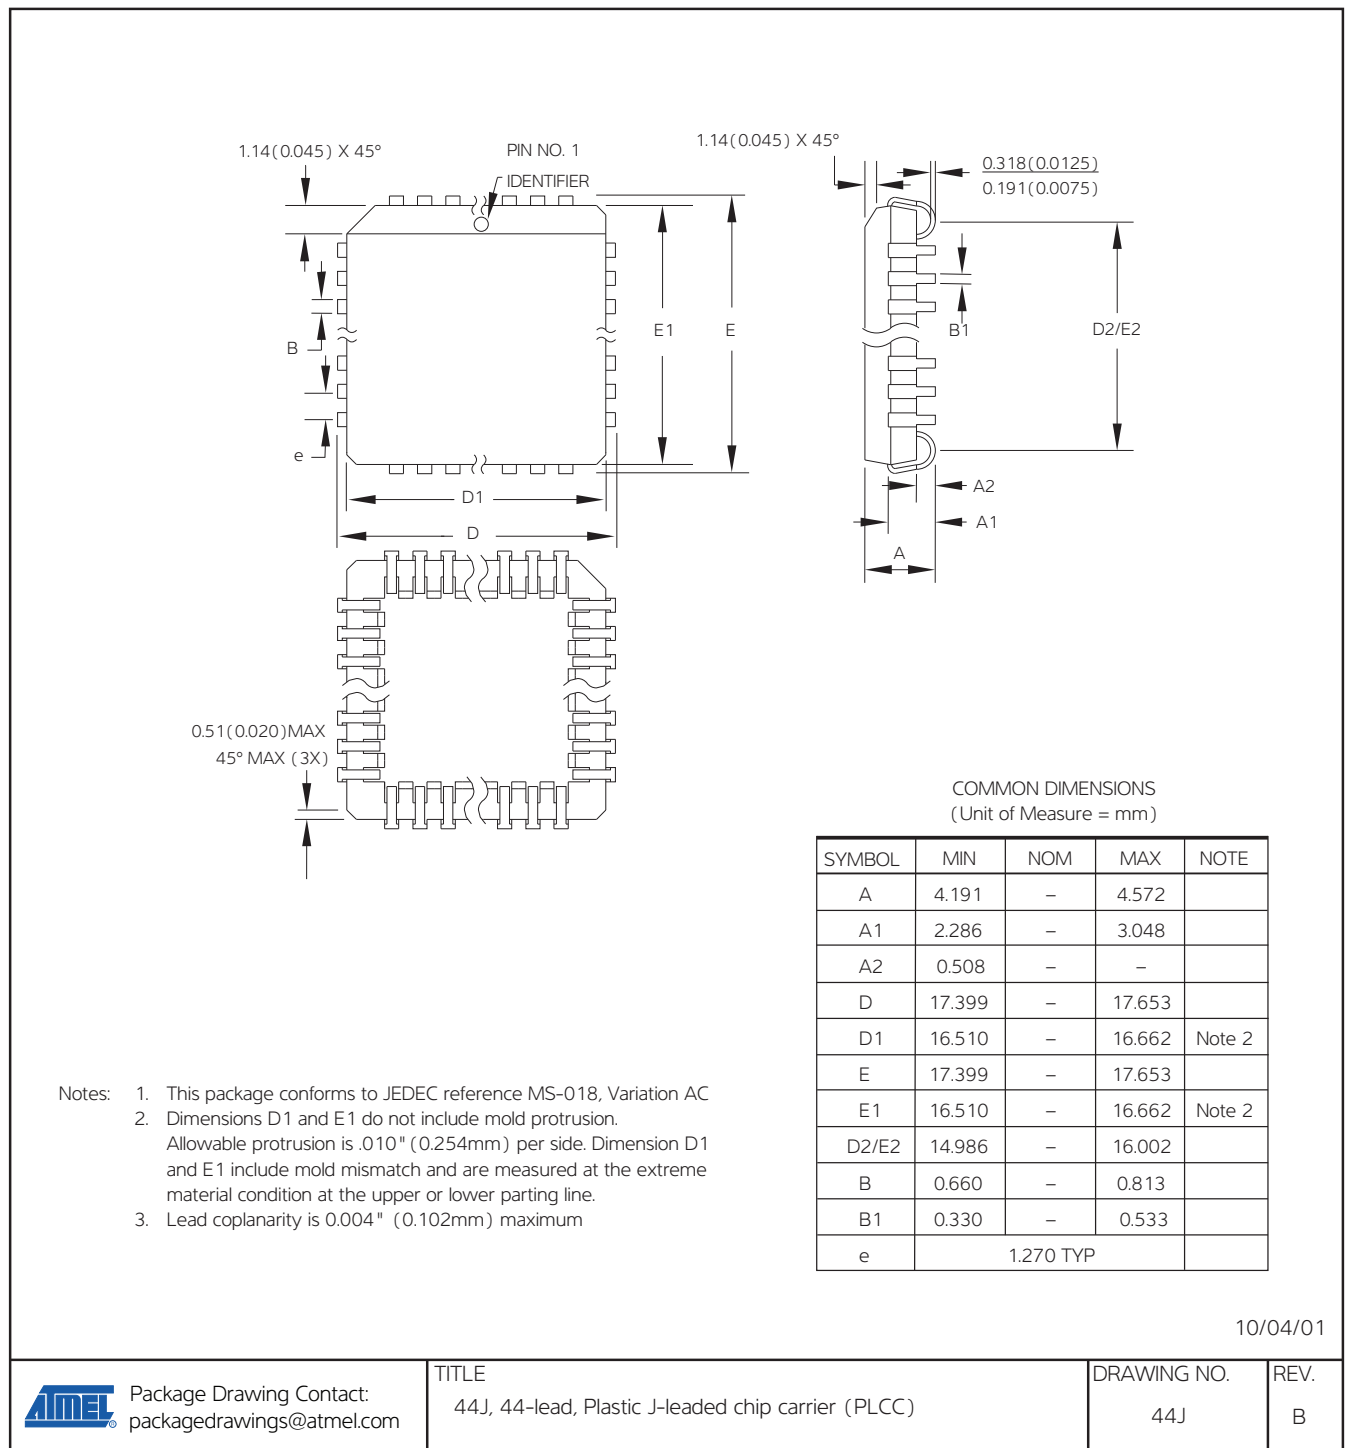 1.14(0.045) X 45°
PIN NO. 1
IDENTIFIER
1.14(0.045) X 45°
0.318(0.0125)
0.191(0.0075)
E1
E
B
e
B1
D2/E2
D1
D
A2
A1
A
0.51(0.020)MAX
45° MAX (3X)
COMMON DIMENSIONS
(Unit of Measure = mm)
SYMBOL MIN NOM MAX NOTE
A 4.191 – 4.572
A1 2.286 – 3.048
A2 0.508 – –
D 17.399 – 17.653
D1 16.510 – 16.662 Note 2
E 17.399 – 17.653
E1 16.510 – 16.662 Note 2
D2/E2 14.986 – 16.002
B 0.660 – 0.813
B1 0.330 – 0.533
e 1.270 TYP
Notes: 1. This package conforms to JEDEC reference MS-018, Variation AC
2. Dimensions D1 and E1 do not include mold protrusion.
Allowable protrusion is .010"(0.254mm) per side. Dimension D1
and E1 include mold mismatch and are measured at the extreme
material condition at the upper or lower parting line.
3. Lead coplanarity is 0.004" (0.102mm) maximum
10/04/01
ATMEL ®
Package Drawing Contact:
packagedrawings@atmel.com
TITLE
44J, 44-lead, Plastic J-leaded chip carrier (PLCC)
DRAWING NO.
44J
REV.
B